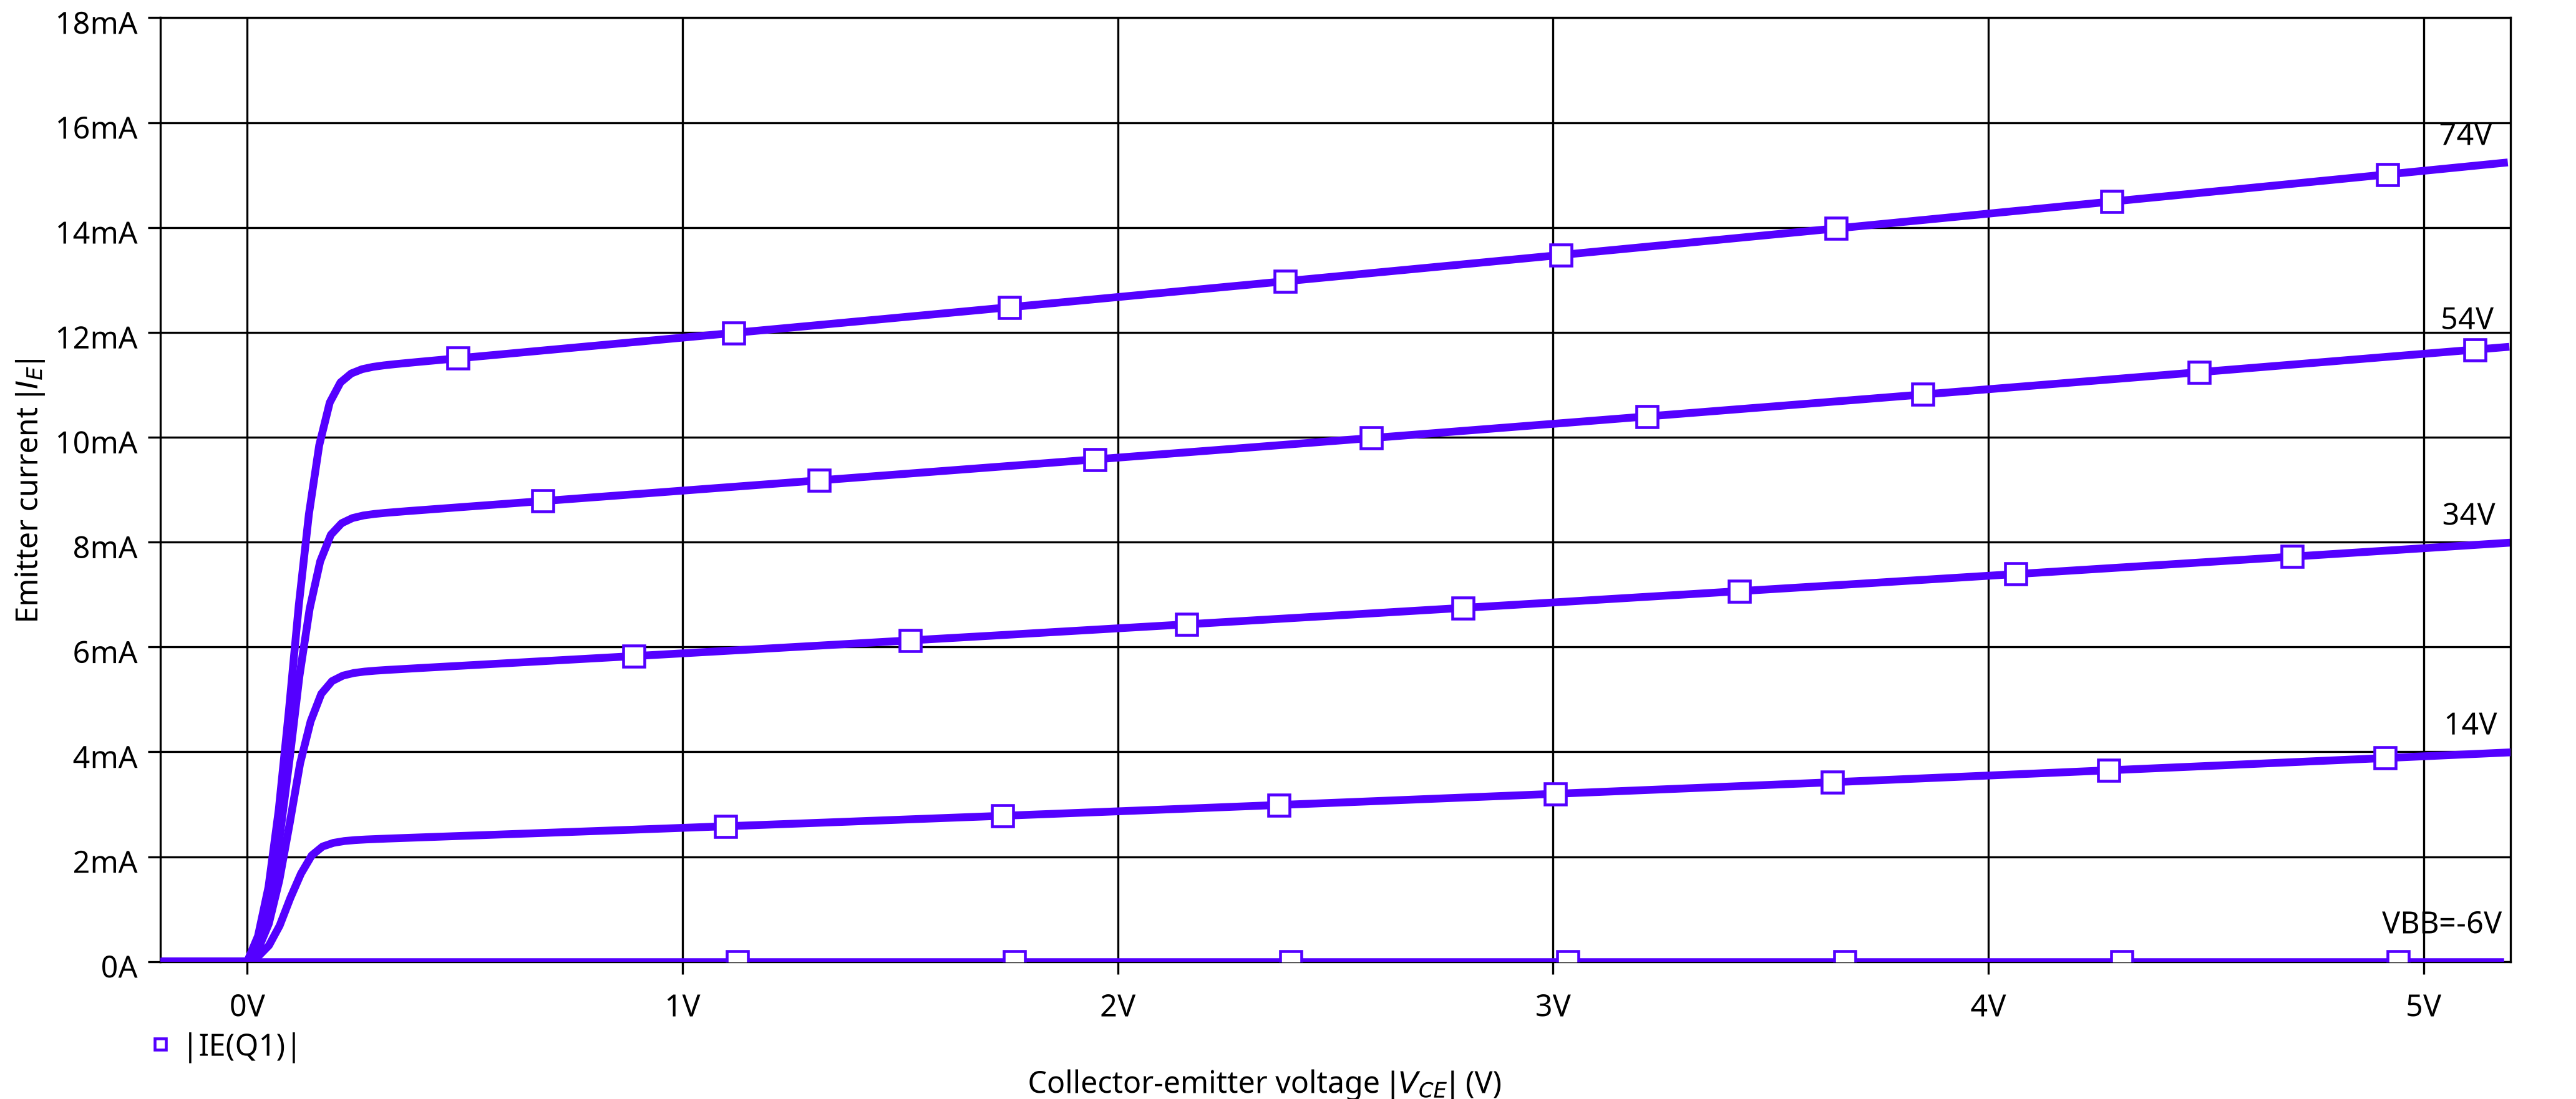 18mA
16mA
14mA
12mA
10mA
8mA
6mA
4mA
2mA
0A
Emitter current |IE|
74V
54V
34V
14V
VBB=-6V
0V 1V 2V 3V 4V 5V
|IE(Q1)|
Collector-emitter voltage |VCE| (V)